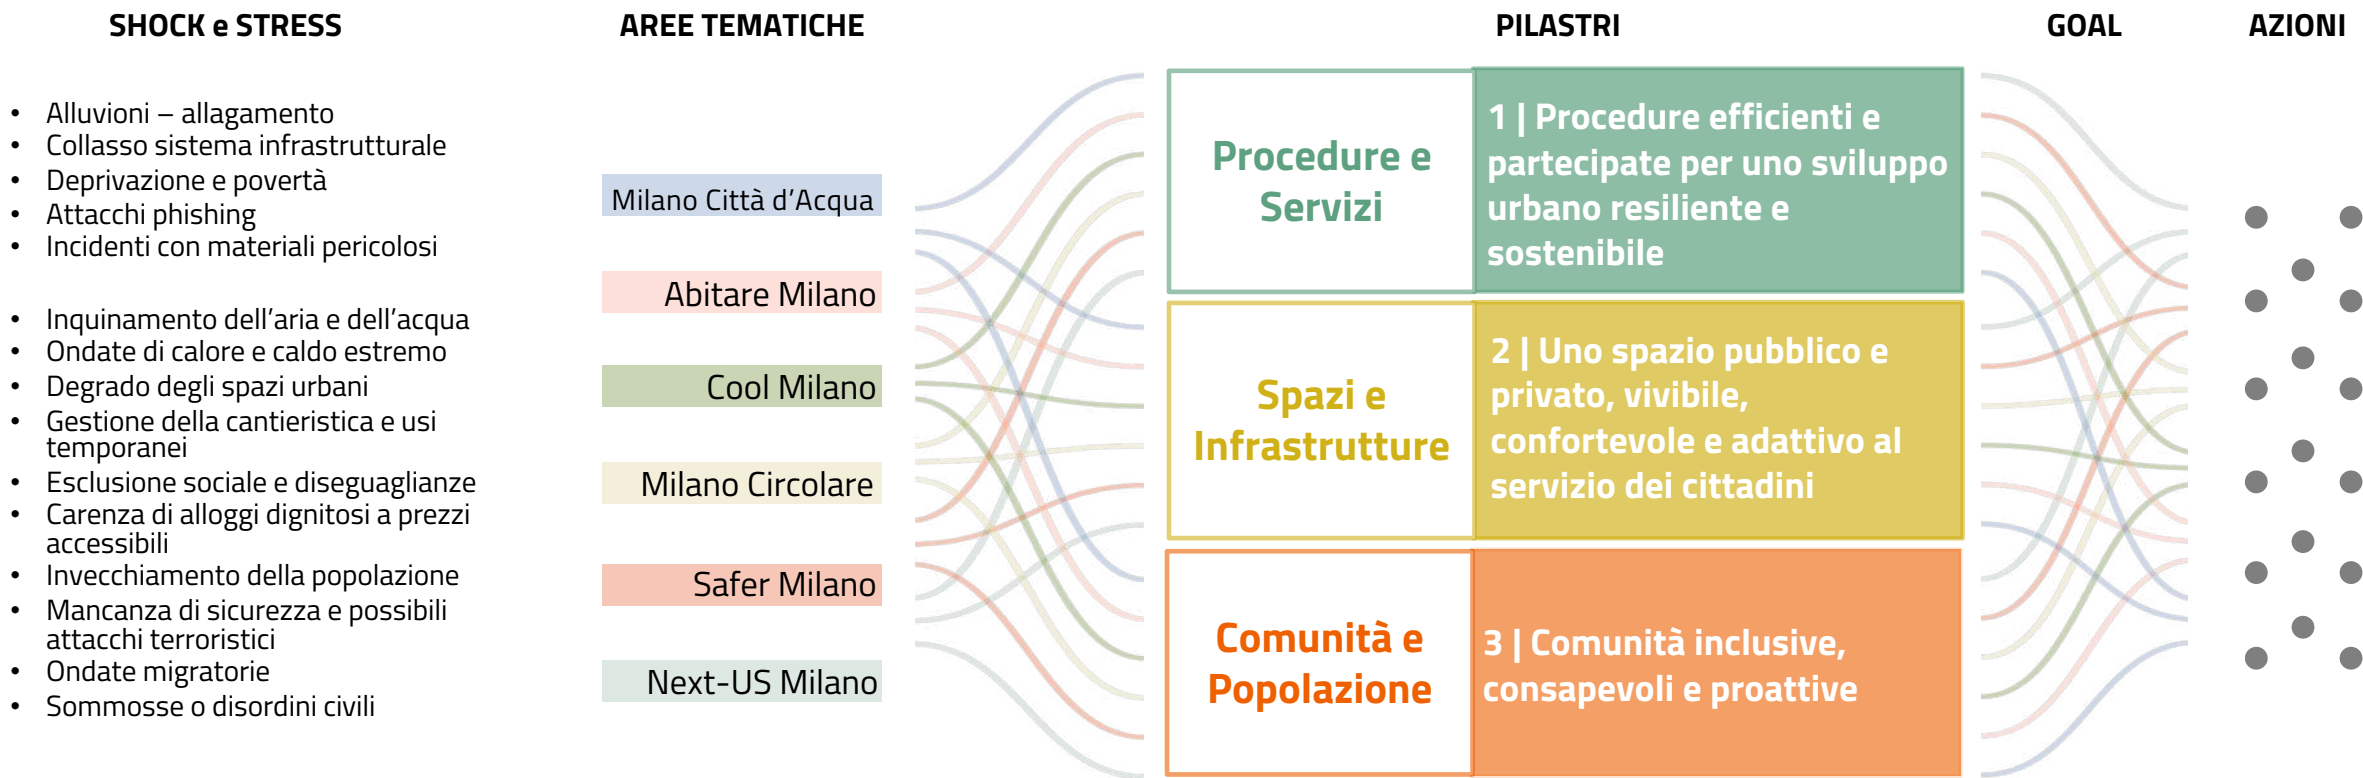 SHOCK e STRESS
AREE TEMATICHE
PILASTRI
GOAL
AZIONI
• Alluvioni – allagamento
• Collasso sistema infrastrutturale
• Deprivazione e povertà
• Attacchi phishing
• Incidenti con materiali pericolosi
• Inquinamento dell’aria e dell’acqua
• Ondate di calore e caldo estremo
• Degrado degli spazi urbani
• Gestione della cantieristica e usi
temporanei
• Esclusione sociale e diseguaglianze
• Carenza di alloggi dignitosi a prezzi
accessibili
• Invecchiamento della popolazione
• Mancanza di sicurezza e possibili
attacchi terroristici
• Ondate migratorie
• Sommosse o disordini civili
Milano Città d’Acqua
Abitare Milano
Cool Milano
Milano Circolare
Safer Milano
Next-US Milano
Procedure e
Servizi
1 | Procedure efficienti e
partecipate per uno sviluppo
urbano resiliente e
sostenibile
Spazi e
Infrastrutture
2 | Uno spazio pubblico e
privato, vivibile,
confortevole e adattivo al
servizio dei cittadini
Comunità e
Popolazione
3 | Comunità inclusive,
consapevoli e proattive